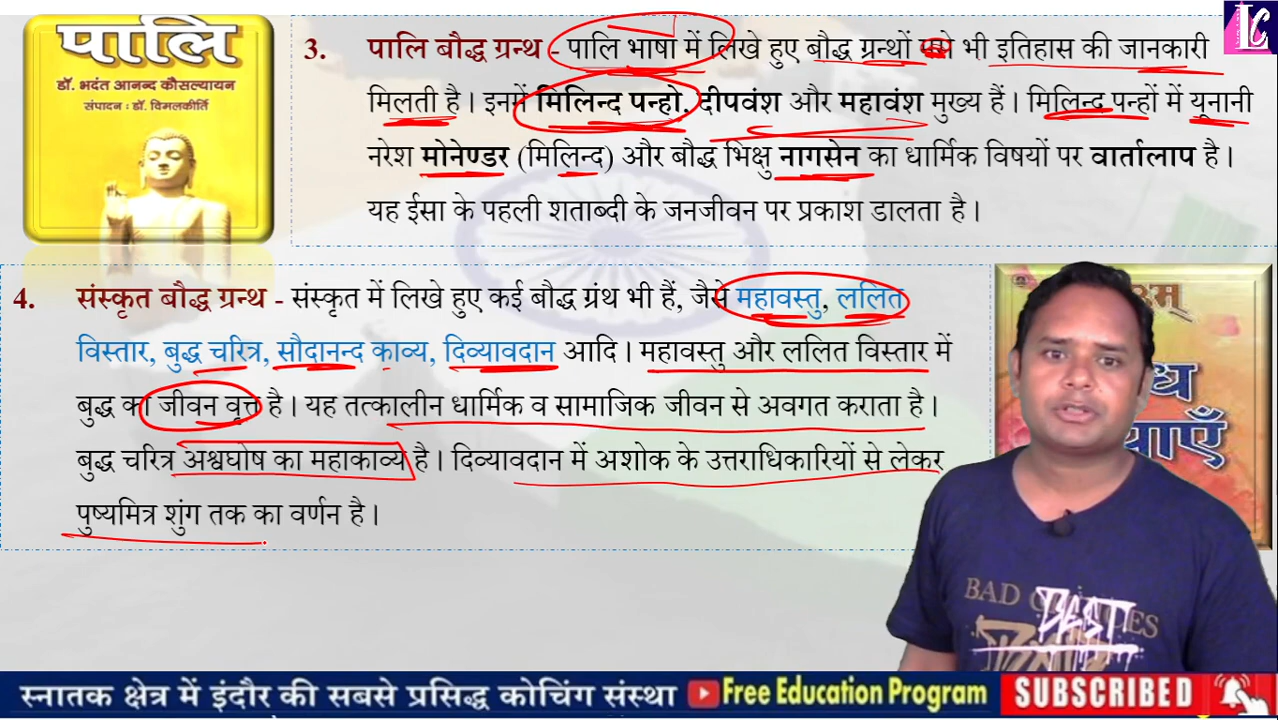 पालि
डॉ. भदंत आनन्द कौसल्यायन
संपादन : डॉ. विमलकीर्ति
3. पालि बौद्ध ग्रन्थ - पालि भाषा में लिखे हुए बौद्ध ग्रन्थों से भी इतिहास की जानकारी
मिलती है। इनमें मिलिन्द पन्हो, दीपवंश और महावंश मुख्य हैं। मिलिन्द पन्हों में यूनानी
नरेश मोनेण्डर (मिलिन्द) और बौद्ध भिक्षु नागसेन का धार्मिक विषयों पर वार्तालाप है।
यह ईसा के पहली शताब्दी के जनजीवन पर प्रकाश डालता है।
4. संस्कृत बौद्ध ग्रन्थ - संस्कृत में लिखे हुए कई बौद्ध ग्रंथ भी हैं, जैसे महावस्तु, ललित
विस्तार, बुद्ध चरित्र, सौदानन्द काव्य, दिव्यावदान आदि। महावस्तु और ललित विस्तार में
बुद्ध का जीवन वृत्त है। यह तत्कालीन धार्मिक व सामाजिक जीवन से अवगत कराता है।
बुद्ध चरित्र अश्वघोष का महाकाव्य है। दिव्यावदान में अशोक के उत्तराधिकारियों से लेकर
पुष्यमित्र शुंग तक का वर्णन है।
LC
BAD
BEST
स्नातक क्षेत्र में इंदौर की सबसे प्रसिद्ध कोचिंग संस्था Free Education Program SUBSCRIBED